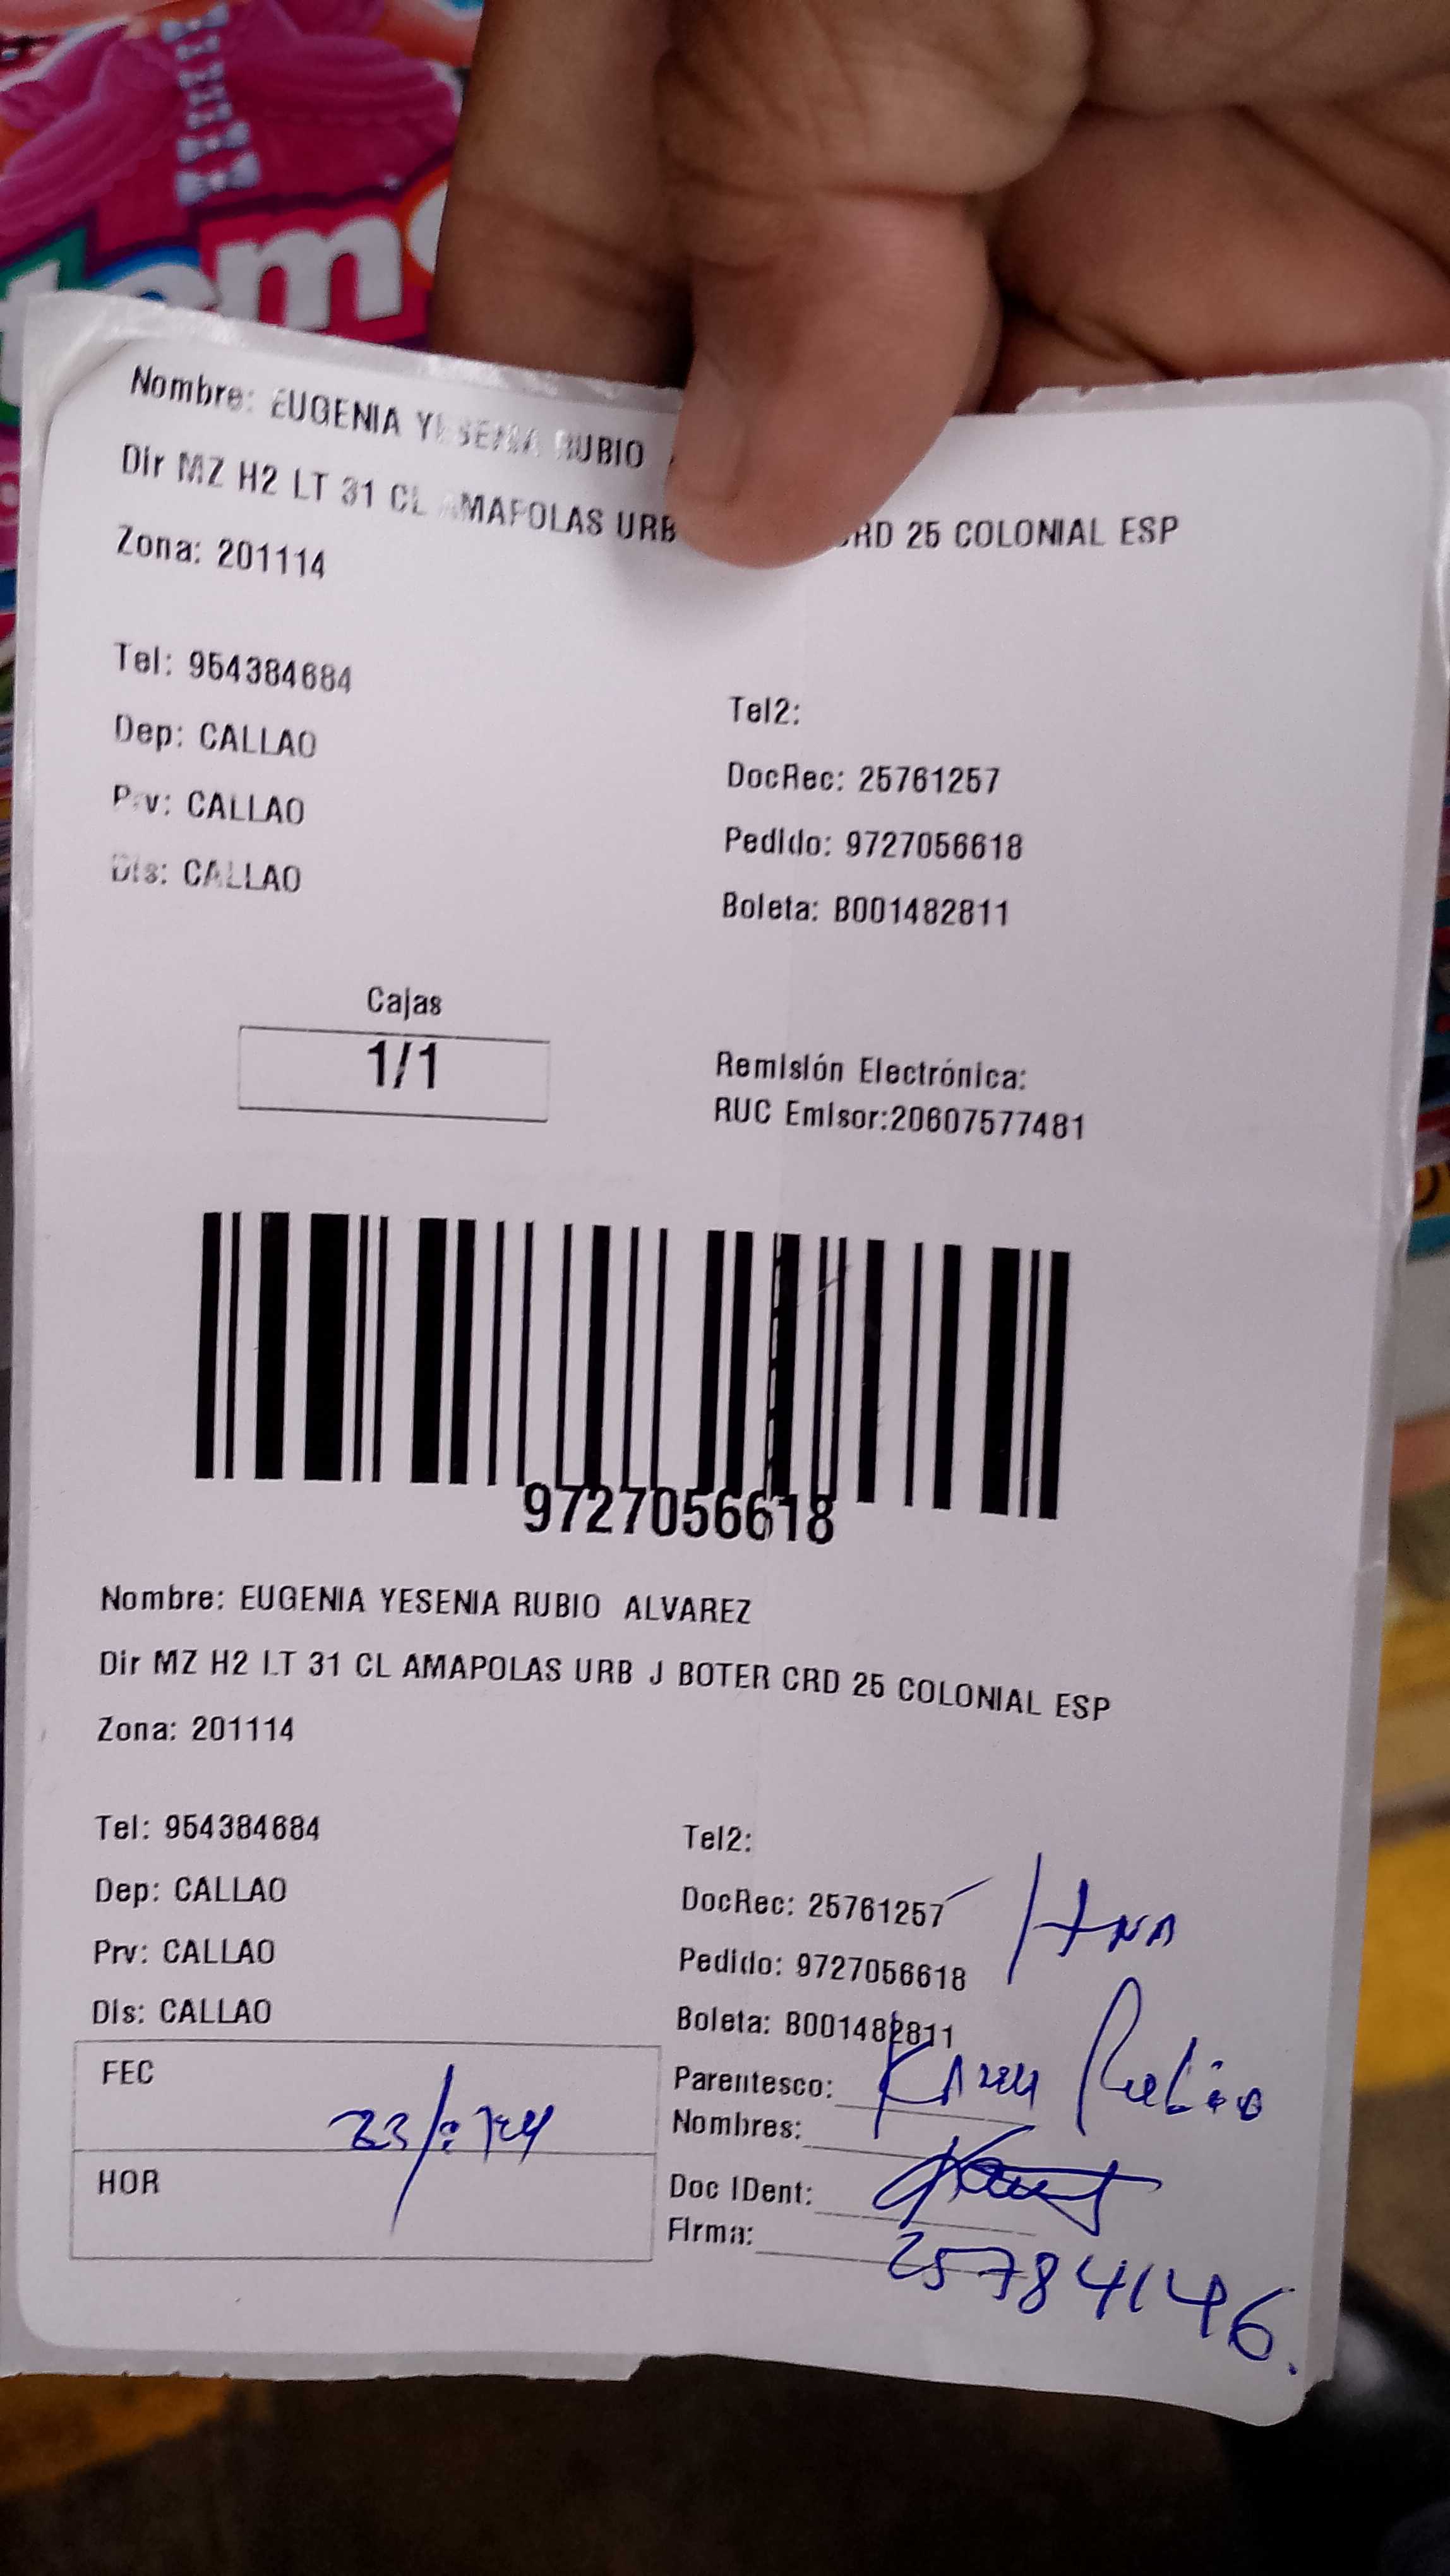 om
Nombre: EUGENIA YESENIA RUBIO
Dir MZ H2 LT 31 CL AMAPOLAS URB RD 25 COLONIAL ESP
Zona: 201114
Tel: 954384684
Tel2:
Dep: CALLAO
DocRec: 25761257
Prv: CALLAO
Pedido: 9727056618
Dis: CALLAO
Boleta: B001482811
Cajas
1/1
Remisión Electrónica:
RUC Emisor:20607577481
9727056618
Nombre: EUGENIA YESENIA RUBIO ALVAREZ
Dir MZ H2 LT 31 CL AMAPOLAS URB J BOTER CRD 25 COLONIAL ESP
Zona: 201114
Tel: 954384684
Tel2:
Dep: CALLAO
DocRec: 25761257
Prv: CALLAO
Pedido: 9727056618
Dis: CALLAO
Boleta: B001482811
FEC
Parentesco: Karen Rubio
Nombres:
HOR
Doc IDent:
Firma:
25784146.